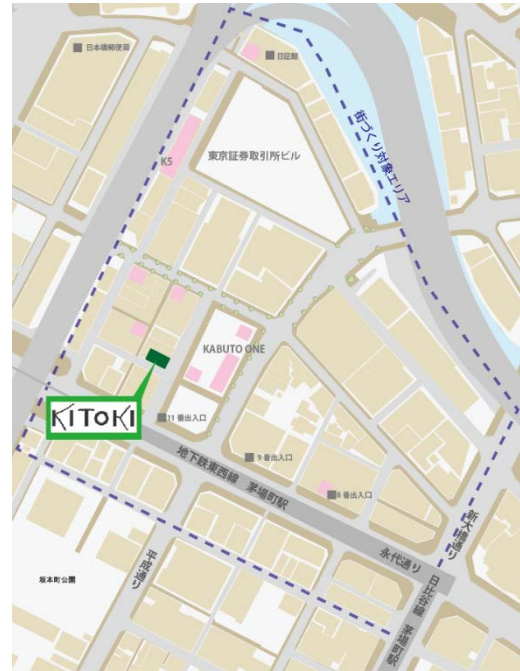 日本橋郵便局
日証館
K5
東京証券取引所ビル
街づくり対象エリア
KABUTO ONE
KITOKI
11 番出入口
9 番出入口
8 番出入口
地下鉄東西線 茅場町駅
永代通り
新大橋通り
日比谷線 茅場町駅
平成通り
坂本町公園